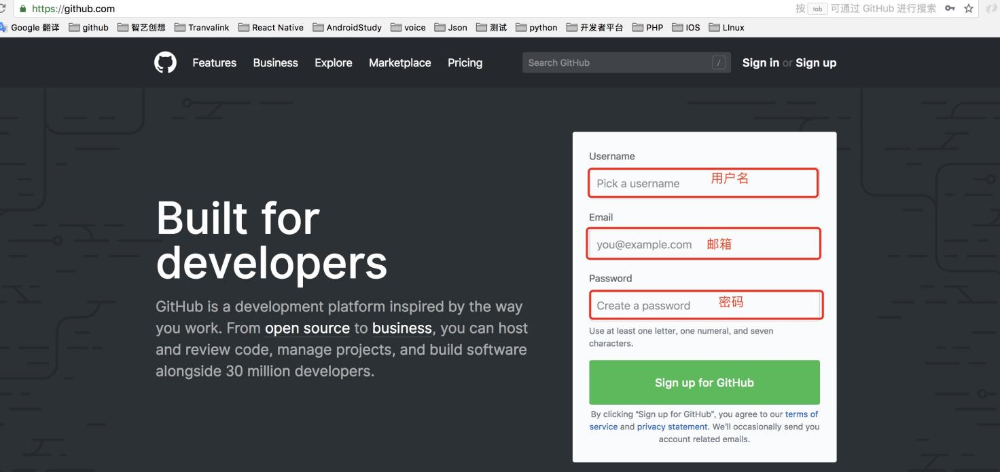 https://github.com
按 tab 可通过 GitHub 进行搜索
Google 翻译 github 智艺创想 Tranvalink React Native AndroidStudy voice Json 测试 python 开发者平台 PHP IOS LInux
Features Business Explore Marketplace Pricing Search GitHub / Sign in or Sign up
Built for
developers
GitHub is a development platform inspired by the way
you work. From open source to business, you can host
and review code, manage projects, and build software
alongside 30 million developers.
Username
Pick a username 用户名
Email
you@example.com 邮箱
Password
Create a password 密码
Use at least one letter, one numeral, and seven
characters.
Sign up for GitHub
By clicking “Sign up for GitHub”, you agree to our terms of
service and privacy statement. We’ll occasionally send you
account related emails.